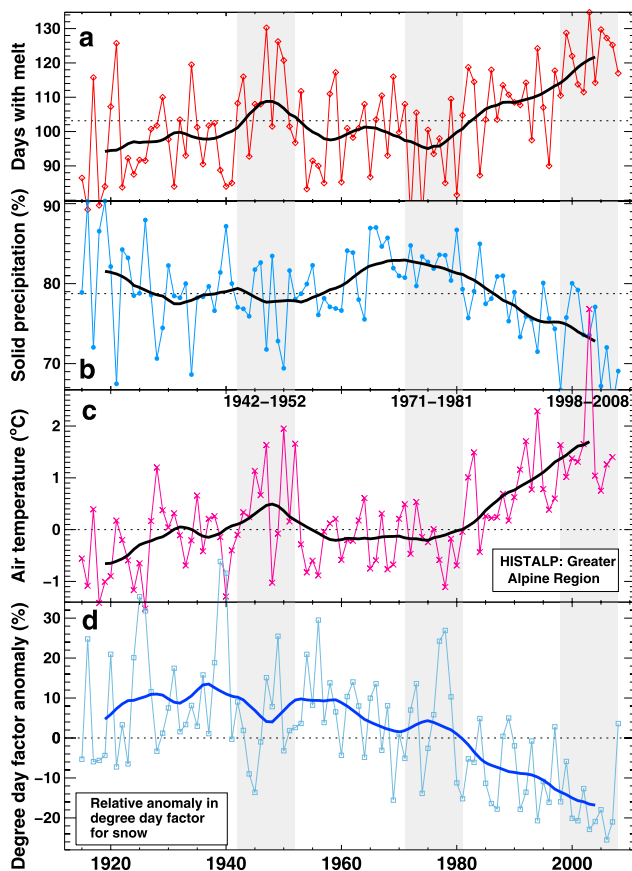 a
Days with melt
130
120
110
100
90
b
Solid precipitation (%)
90
80
70
1942–1952
1971–1981
1998–2008
c
Air temperature (°C)
2
1
0
−1
HISTALP: Greater
Alpine Region
d
Degree day factor anomaly (%)
30
20
10
0
−10
−20
Relative anomaly in
degree day factor
for snow
1920
1940
1960
1980
2000